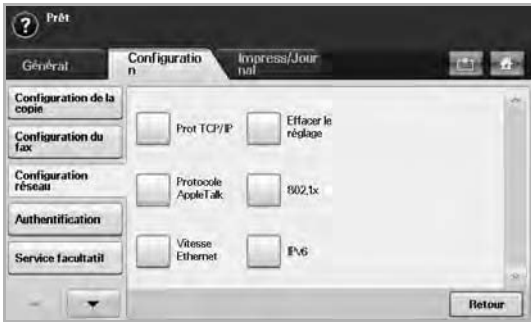 Prêt
Général
Configuratio
n
Impress/Jour
nal
Configuration de la
copie
Configuration du
fax
Configuration
réseau
Authentification
Service facultatif
Prot TCP/IP
Effacer le
réglage
Protocole
AppleTalk
802,1x
Vitesse
Ethernet
IPv6
Retour